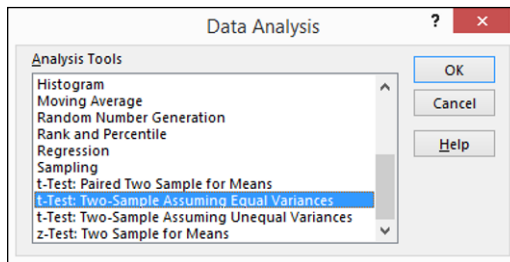 Data Analysis
?
×
Analysis Tools
Histogram
Moving Average
Random Number Generation
Rank and Percentile
Regression
Sampling
t-Test: Paired Two Sample for Means
t-Test: Two-Sample Assuming Equal Variances
t-Test: Two-Sample Assuming Unequal Variances
z-Test: Two Sample for Means
OK
Cancel
Help